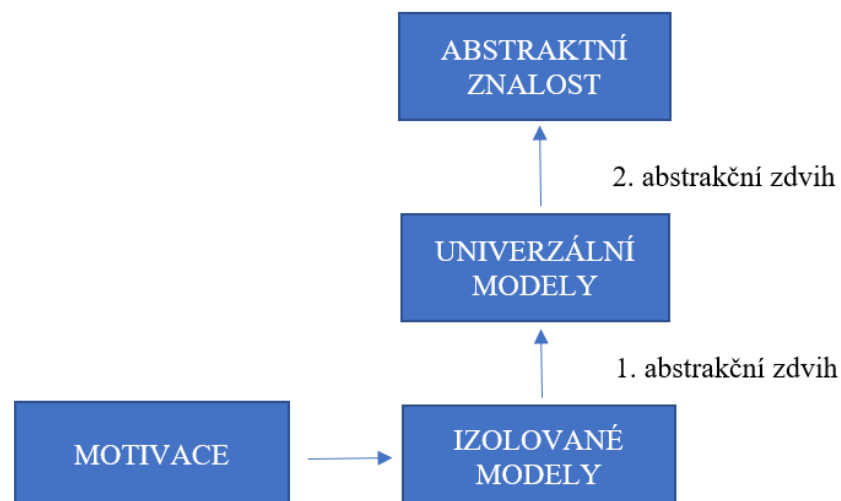 ABSTRAKTNÍ
ZNALOST
2. abstrakční zdvih
UNIVERZÁLNÍ
MODELY
1. abstrakční zdvih
MOTIVACE
IZOLOVANÉ
MODELY